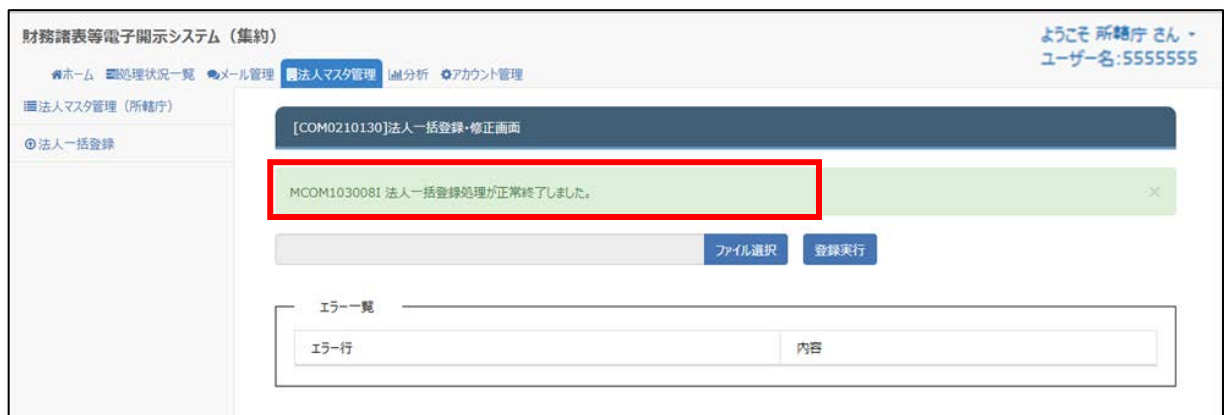 財務諸表等電子開示システム（集約）
ようこそ 所轄庁 さん
ユーザー名:5555555
ホーム 処理状況一覧 メール管理 法人マスタ管理 分析 アカウント管理
法人マスタ管理（所轄庁）
法人一括登録
[COM0210130]法人一括登録・修正画面
MCOM103008I 法人一括登録処理が正常終了しました。
×
ファイル選択 登録実行
エラー一覧
エラー行 内容